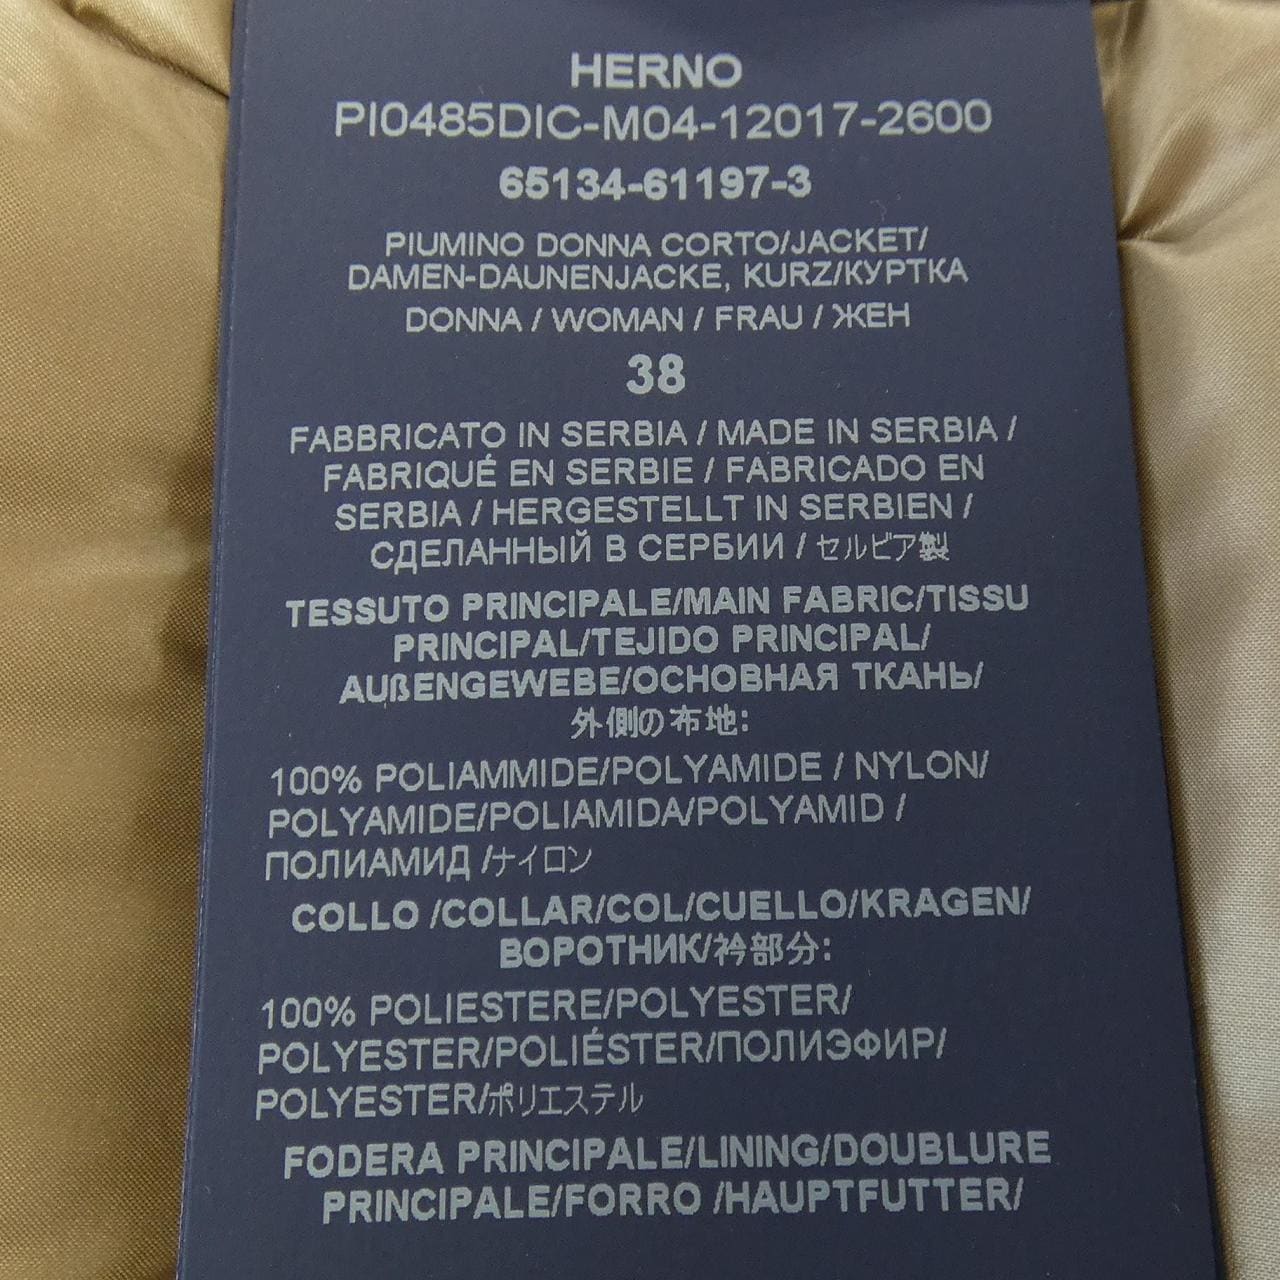 HERNO
PI0485DIC-M04-12017-2600
65134-61197-3
PIUMINO DONNA CORTO/JACKET/
DAMEN-DAUNENJACKE, KURZ/КУРТКА
DONNA / WOMAN / FRAU / ЖЕН
38
FABBRICATO IN SERBIA / MADE IN SERBIA /
FABRIQUÉ EN SERBIE / FABRICADO EN
SERBIA / HERGESTELLT IN SERBIEN /
СДЕЛАННЫЙ В СЕРБИИ / セルビア製
TESSUTO PRINCIPALE/MAIN FABRIC/TISSU
PRINCIPAL/TEJIDO PRINCIPAL/
AUßENGEWEBE/ОСНОВНАЯ ТКАНЬ/
外側の布地:
100% POLIAMMIDE/POLYAMIDE / NYLON/
POLYAMIDE/POLIAMIDA/POLYAMID /
ПОЛИАМИД /ナイロン
COLLO /COLLAR/COL/CUELLO/KRAGEN/
ВОРОТНИК/衿部分:
100% POLIESTERE/POLYESTER/
POLYESTER/POLIÉSTER/ПОЛИЭФИР/
POLYESTER/ポリエステル
FODERA PRINCIPALE/LINING/DOUBLURE
PRINCIPALE/FORRO /HAUPTFUTTER/